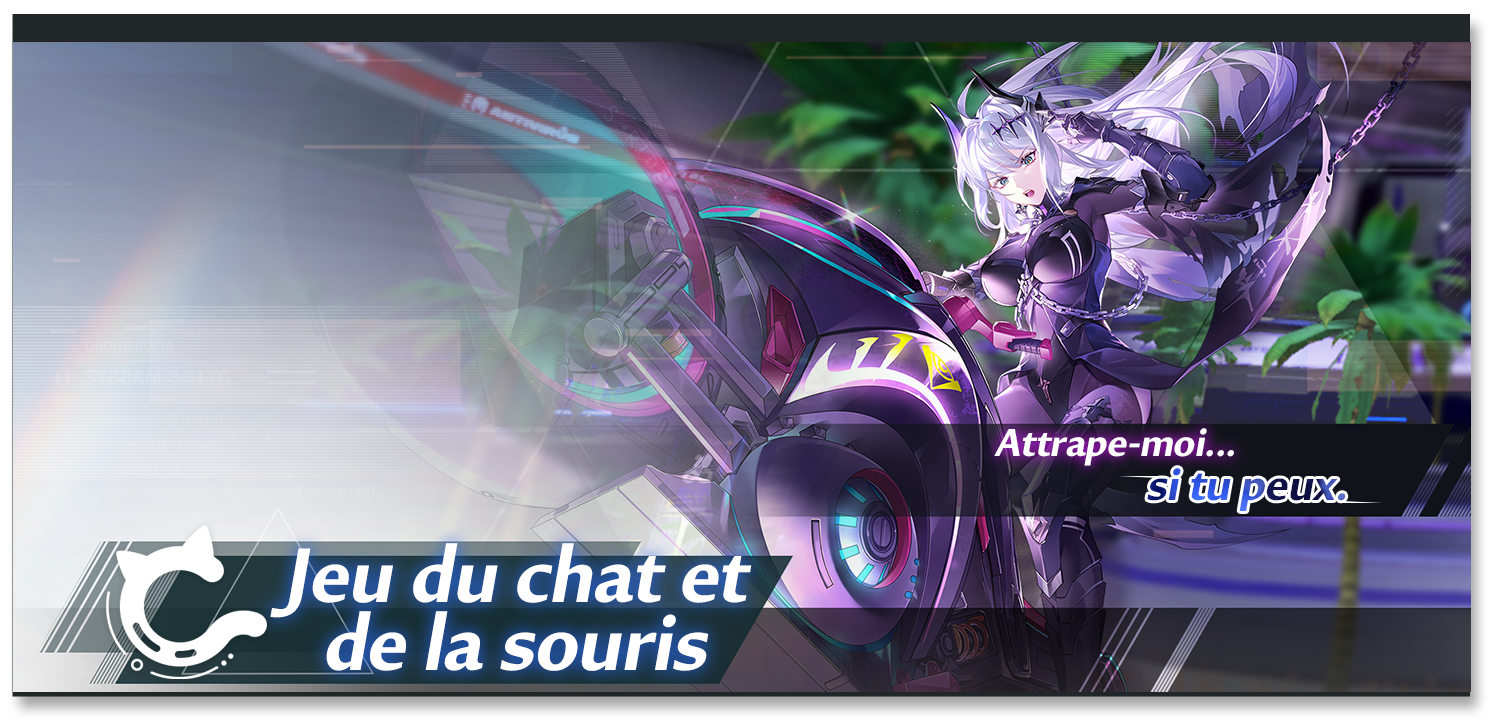 Attrape-moi...
si tu peux.
Jeu du chat et
de la souris